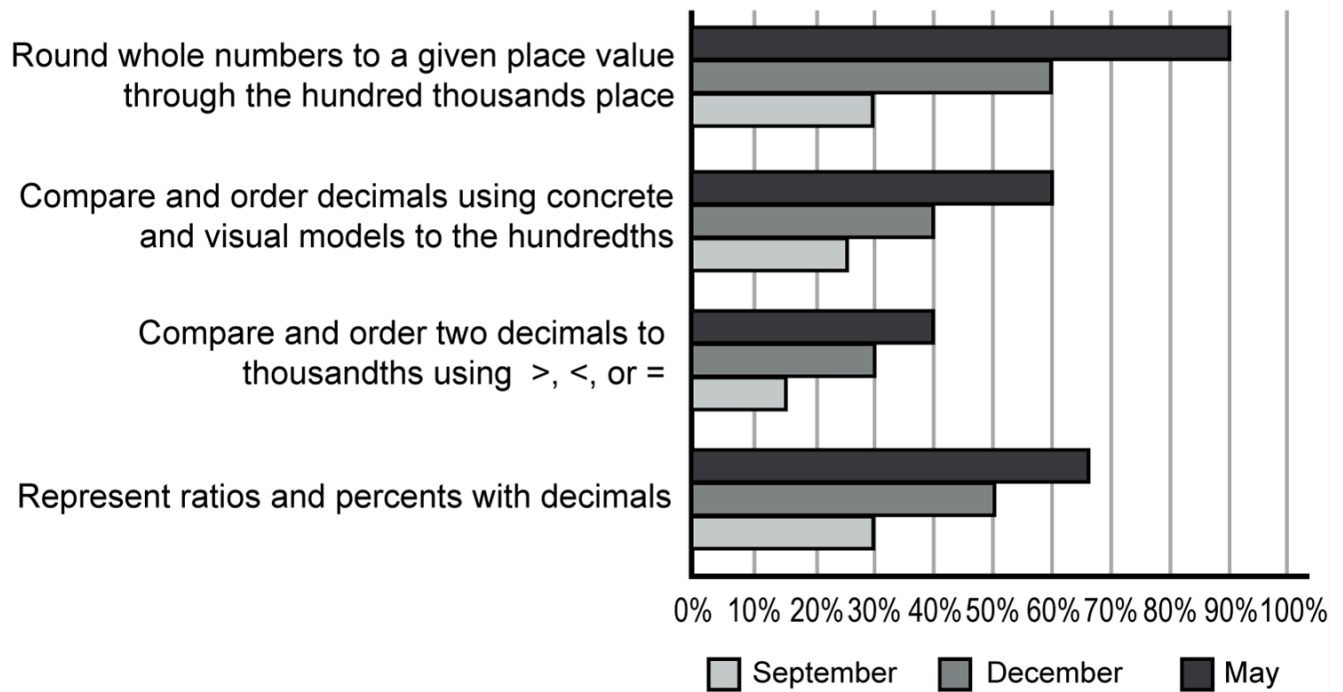 Round whole numbers to a given place value
through the hundred thousands place
Compare and order decimals using concrete
and visual models to the hundredths
Compare and order two decimals to
thousandths using >, <, or =
Represent ratios and percents with decimals
0% 10% 20% 30% 40% 50% 60% 70% 80% 90% 100%
September December May